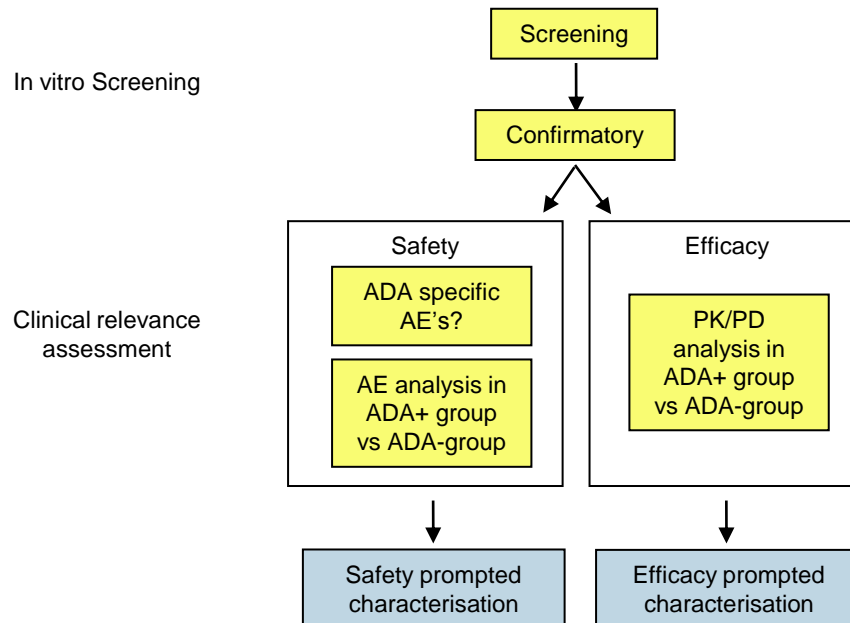 Screening
In vitro Screening
Confirmatory
Safety
Efficacy
ADA specific
AE's?
Clinical relevance
assessment
AE analysis in
ADA+ group
vs ADA-group
PK/PD
analysis in
ADA+ group
vs ADA-group
Safety prompted
characterisation
Efficacy prompted
characterisation